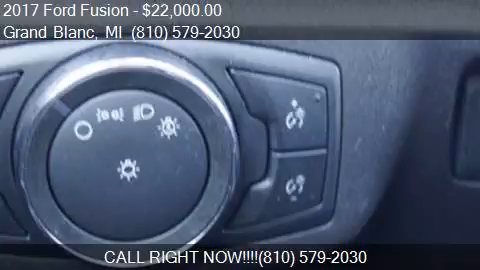 2017 Ford Fusion - $22,000.00
Grand Blanc, MI (810) 579-2030
CALL RIGHT NOW!!!!(810) 579-2030